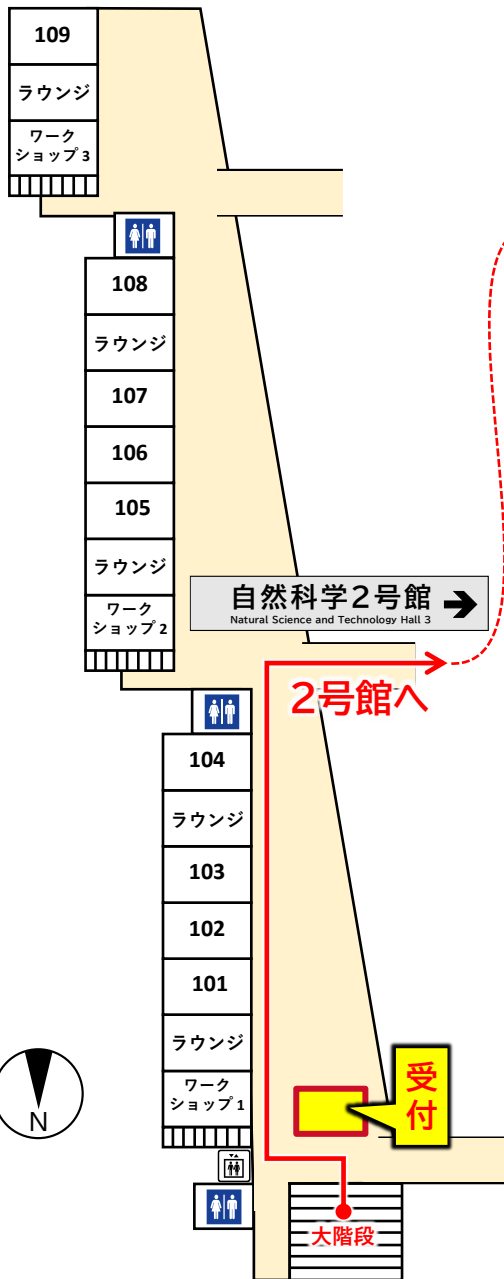 109
ラウンジ
ワーク
ショップ 3
108
ラウンジ
107
106
105
ラウンジ
ワーク
ショップ 2
自然科学2号館
Natural Science and Technology Hall 3
2号館へ
104
ラウンジ
103
102
101
ラウンジ
ワーク
ショップ 1
N
受
付
大階段